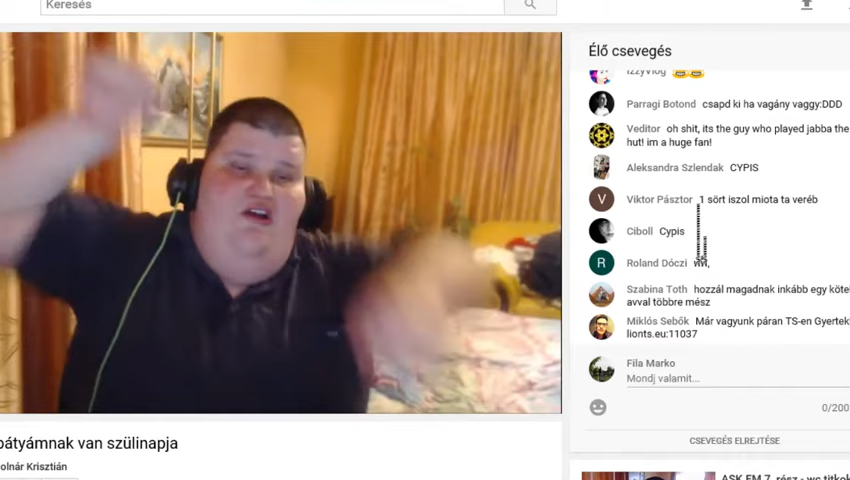 Keresés
Élő csevegés
IzzyVlog
Parragi Botond csapd ki ha vagány vaggy:DDD
Veditor oh shit, its the guy who played jabba the
hut! im a huge fan!
Aleksandra Szlendak CYPIS
V Viktor Pásztor 1 sört iszol miota ta veréb
Ciboll Cypis
R Roland Dóczi
Szabina Toth hozzál magadnak inkább egy köte
avval többre mész
Miklós Sebők Már vagyunk páran TS-en Gyertek
lionts.eu:11037
Fila Marko
Mondj valamit...
0/200
CSEVEGÉS ELREJTÉSE
bátyámnak van szülinapja
olnár Krisztián
ASK FM 7. rész - wc titkok